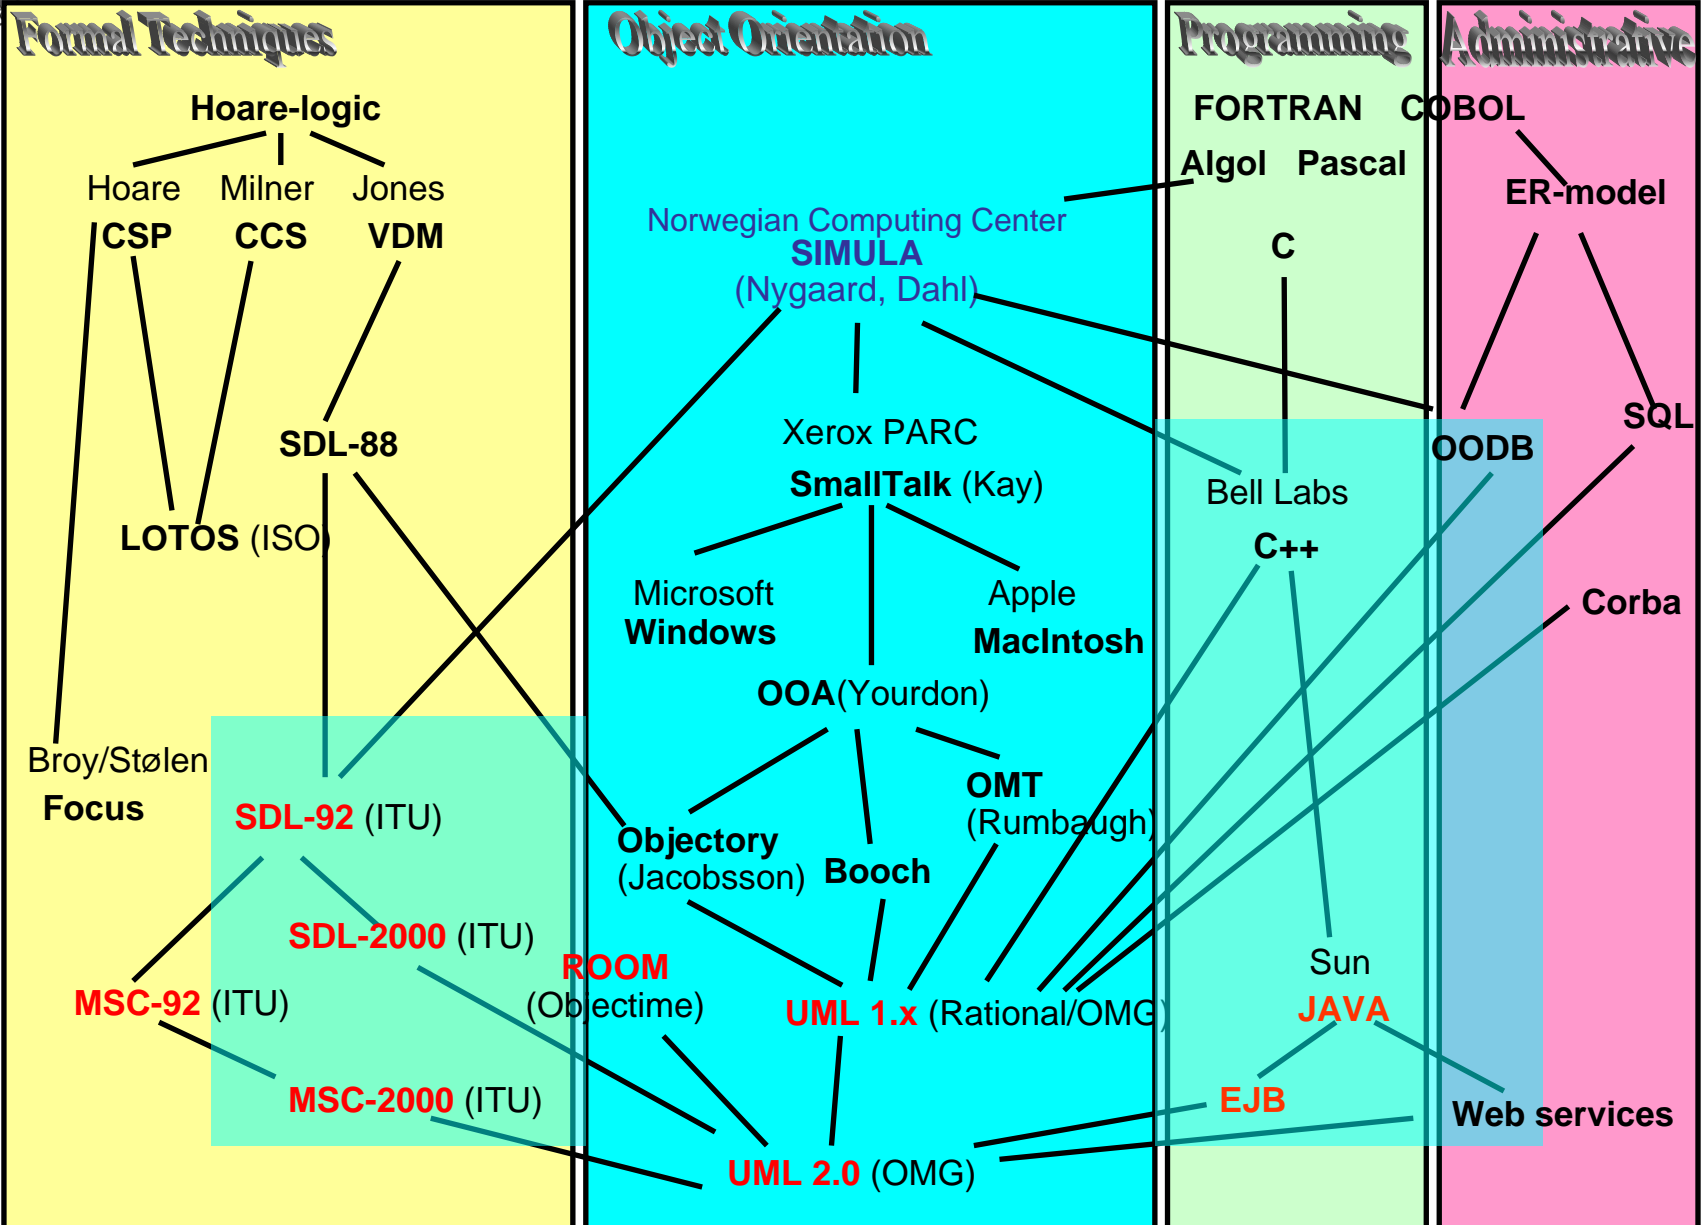 Formal Techniques
Hoare-logic
Hoare Milner Jones
CSP CCS VDM
SDL-88
LOTOS (ISO)
Broy/Stølen
Focus
SDL-92 (ITU)
SDL-2000 (ITU)
MSC-92 (ITU)
MSC-2000 (ITU)
Object Orientation
Norwegian Computing Center
SIMULA
(Nygaard, Dahl)
Xerox PARC
SmallTalk (Kay)
Microsoft
Windows
Apple
MacIntosh
OOA(Yourdon)
OMT
(Rumbaugh)
Objectory
(Jacobsson)
Booch
ROOM
(Objectime)
UML 1.x (Rational/OMG)
UML 2.0 (OMG)
Programming
FORTRAN
Algol Pascal
C
Bell Labs
C++
Sun
JAVA
EJB
Administrative
COBOL
ER-model
SQL
OODB
Corba
Web services